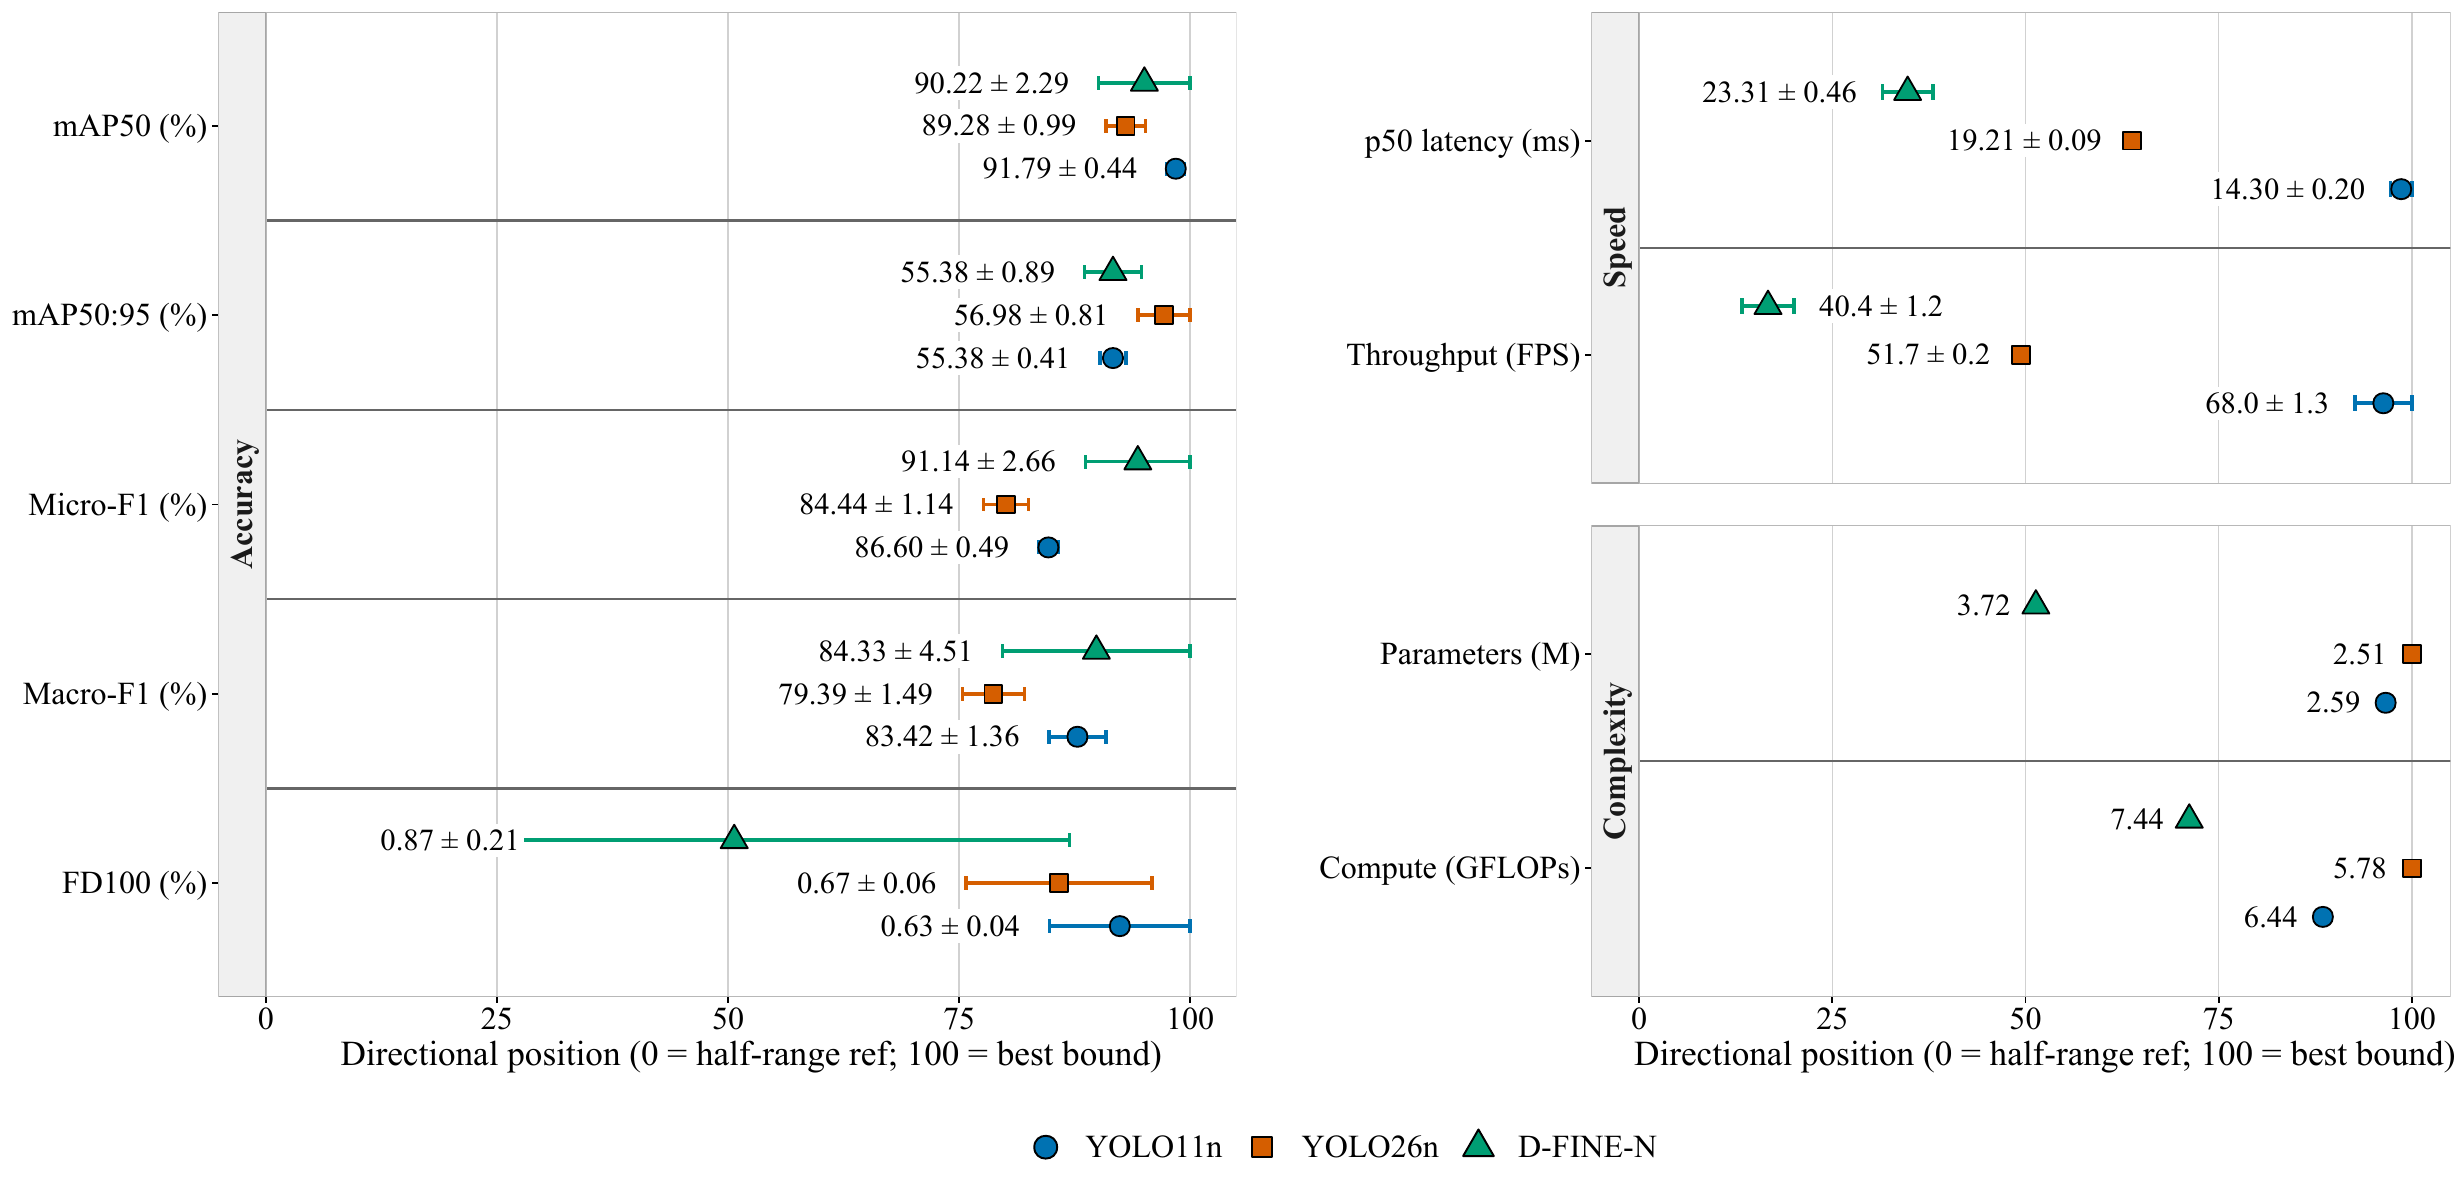 Accuracy
mAP50 (%)
90.22 ± 2.29
89.28 ± 0.99
91.79 ± 0.44
mAP50:95 (%)
55.38 ± 0.89
56.98 ± 0.81
55.38 ± 0.41
Micro-F1 (%)
91.14 ± 2.66
84.44 ± 1.14
86.60 ± 0.49
Macro-F1 (%)
84.33 ± 4.51
79.39 ± 1.49
83.42 ± 1.36
FD100 (%)
0.87 ± 0.21
0.67 ± 0.06
0.63 ± 0.04
0 25 50 75 100
Directional position (0 = half-range ref; 100 = best bound)
Speed
p50 latency (ms)
23.31 ± 0.46
19.21 ± 0.09
14.30 ± 0.20
Throughput (FPS)
40.4 ± 1.2
51.7 ± 0.2
68.0 ± 1.3
Complexity
Parameters (M)
3.72
2.51
2.59
Compute (GFLOPs)
7.44
5.78
6.44
0 25 50 75 100
Directional position (0 = half-range ref; 100 = best bound)
YOLO11n YOLO26n D-FINE-N